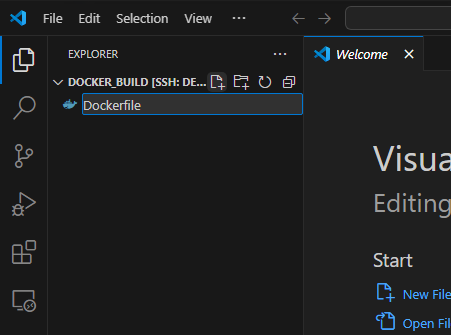 File Edit Selection View ···
EXPLORER ···
DOCKER_BUILD [SSH: DE...
Dockerfile
Welcome
Visua
Editing
Start
New File
Open Fil